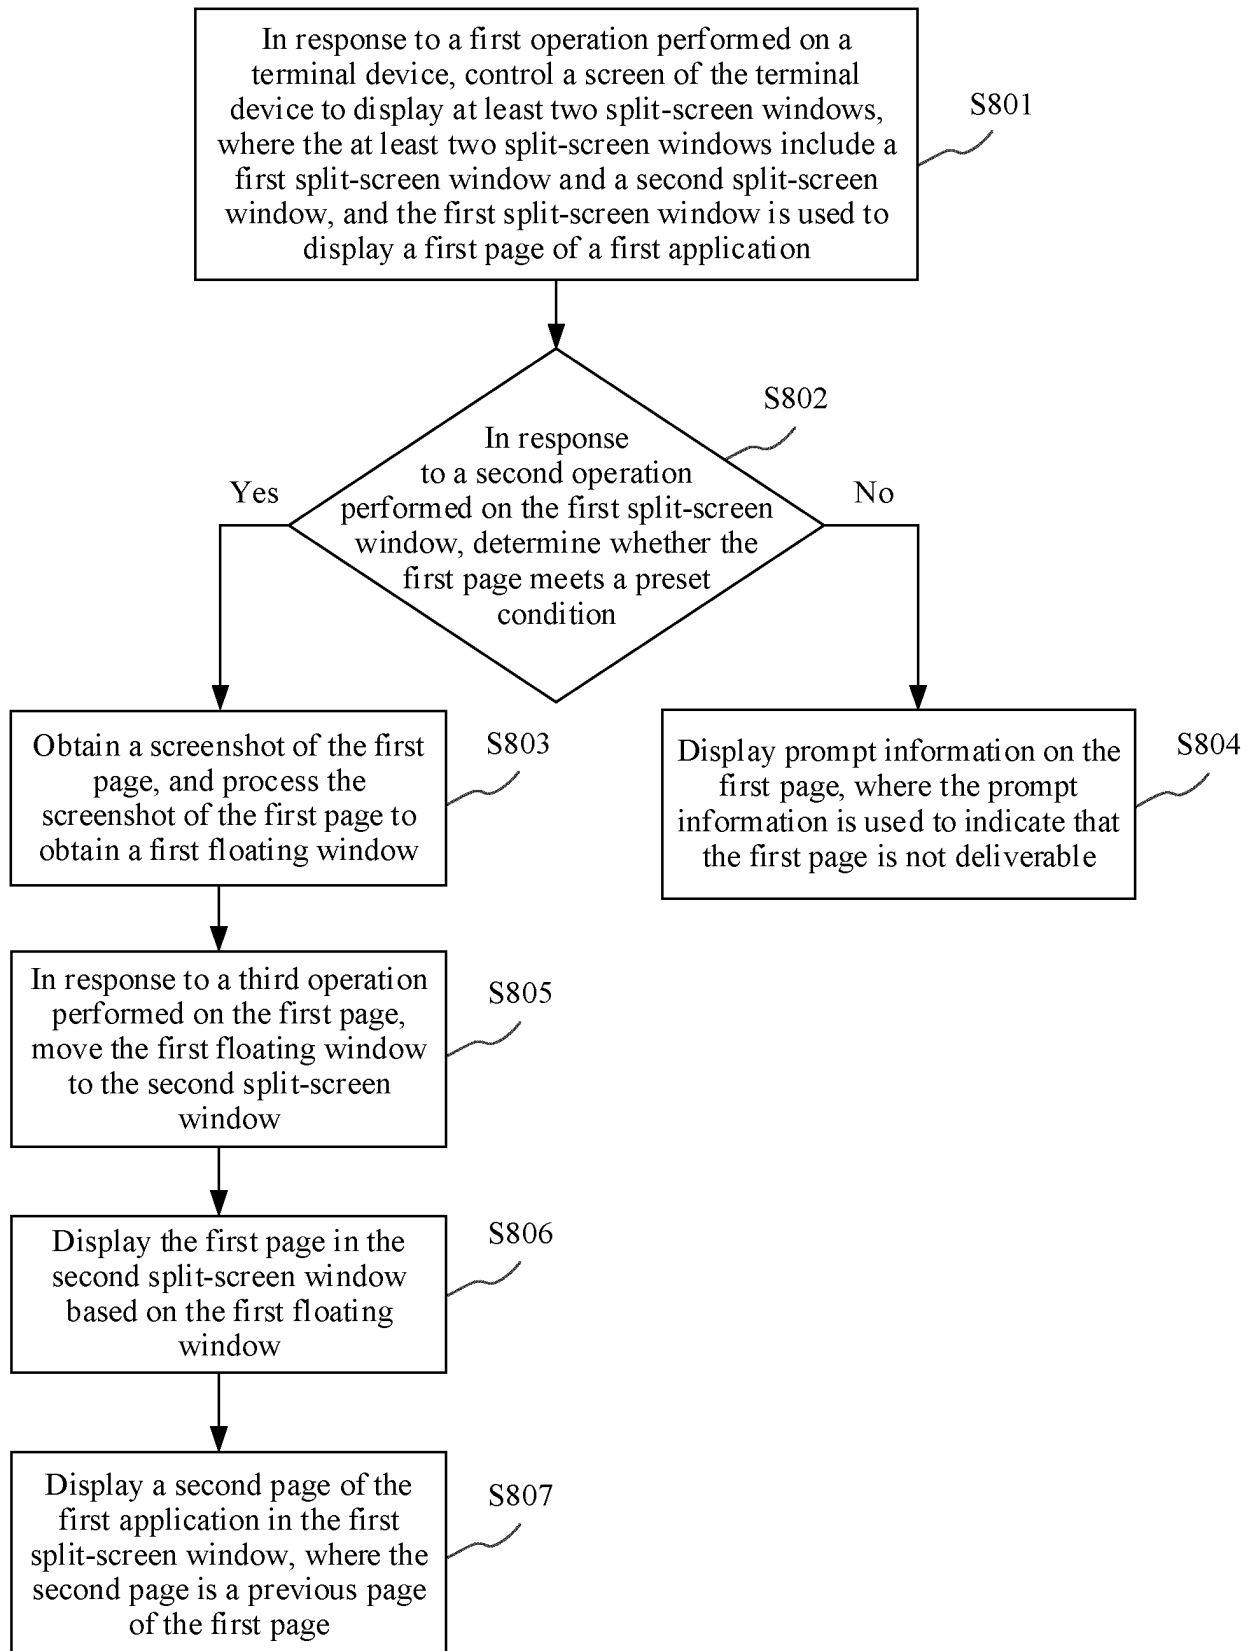 In response to a first operation performed on a
terminal device, control a screen of the terminal
device to display at least two split-screen windows,
where the at least two split-screen windows include a
first split-screen window and a second split-screen
window, and the first split-screen window is used to
display a first page of a first application
S801
S802
In response
to a second operation
performed on the first split-screen
window, determine whether the
first page meets a preset
condition
Yes
No
Obtain a screenshot of the first
page, and process the
screenshot of the first page to
obtain a first floating window
S803
Display prompt information on the
first page, where the prompt
information is used to indicate that
the first page is not deliverable
S804
In response to a third operation
performed on the first page,
move the first floating window
to the second split-screen
window
S805
Display the first page in the
second split-screen window
based on the first floating
window
S806
Display a second page of the
first application in the first
split-screen window, where the
second page is a previous page
of the first page
S807